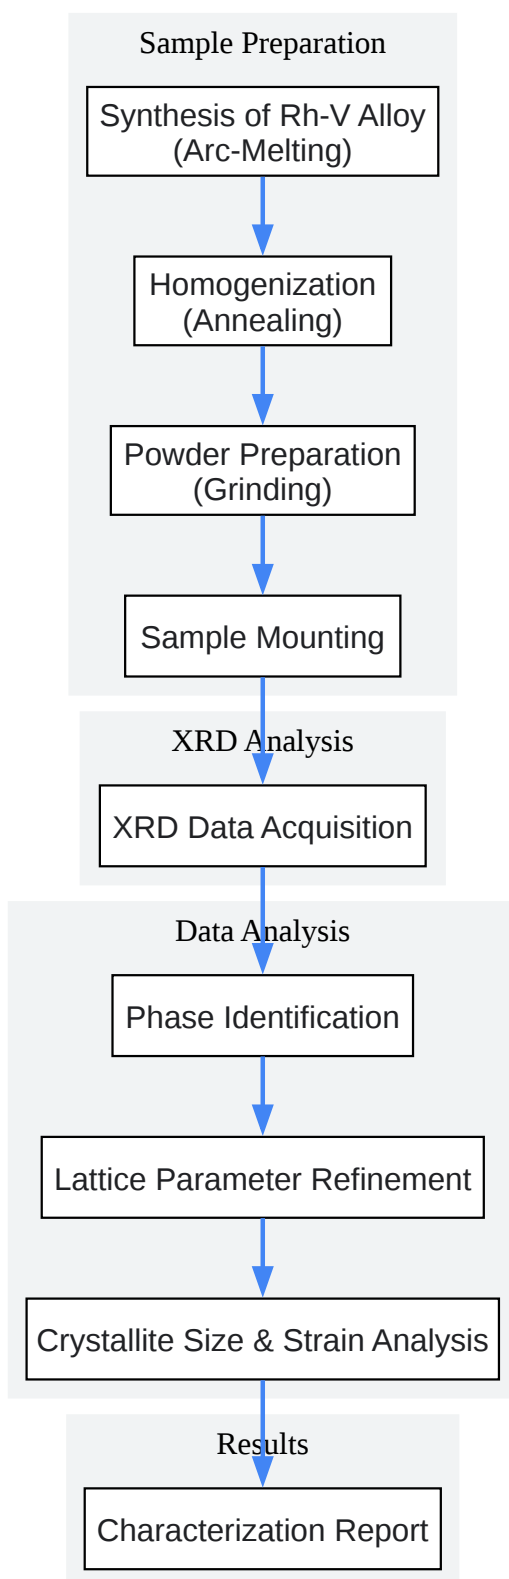 Sample Preparation
Synthesis of Rh-V Alloy
(Arc-Melting)
Homogenization
(Annealing)
Powder Preparation
(Grinding)
Sample Mounting
XRD Analysis
XRD Data Acquisition
Data Analysis
Phase Identification
Lattice Parameter Refinement
Crystallite Size & Strain Analysis
Results
Characterization Report